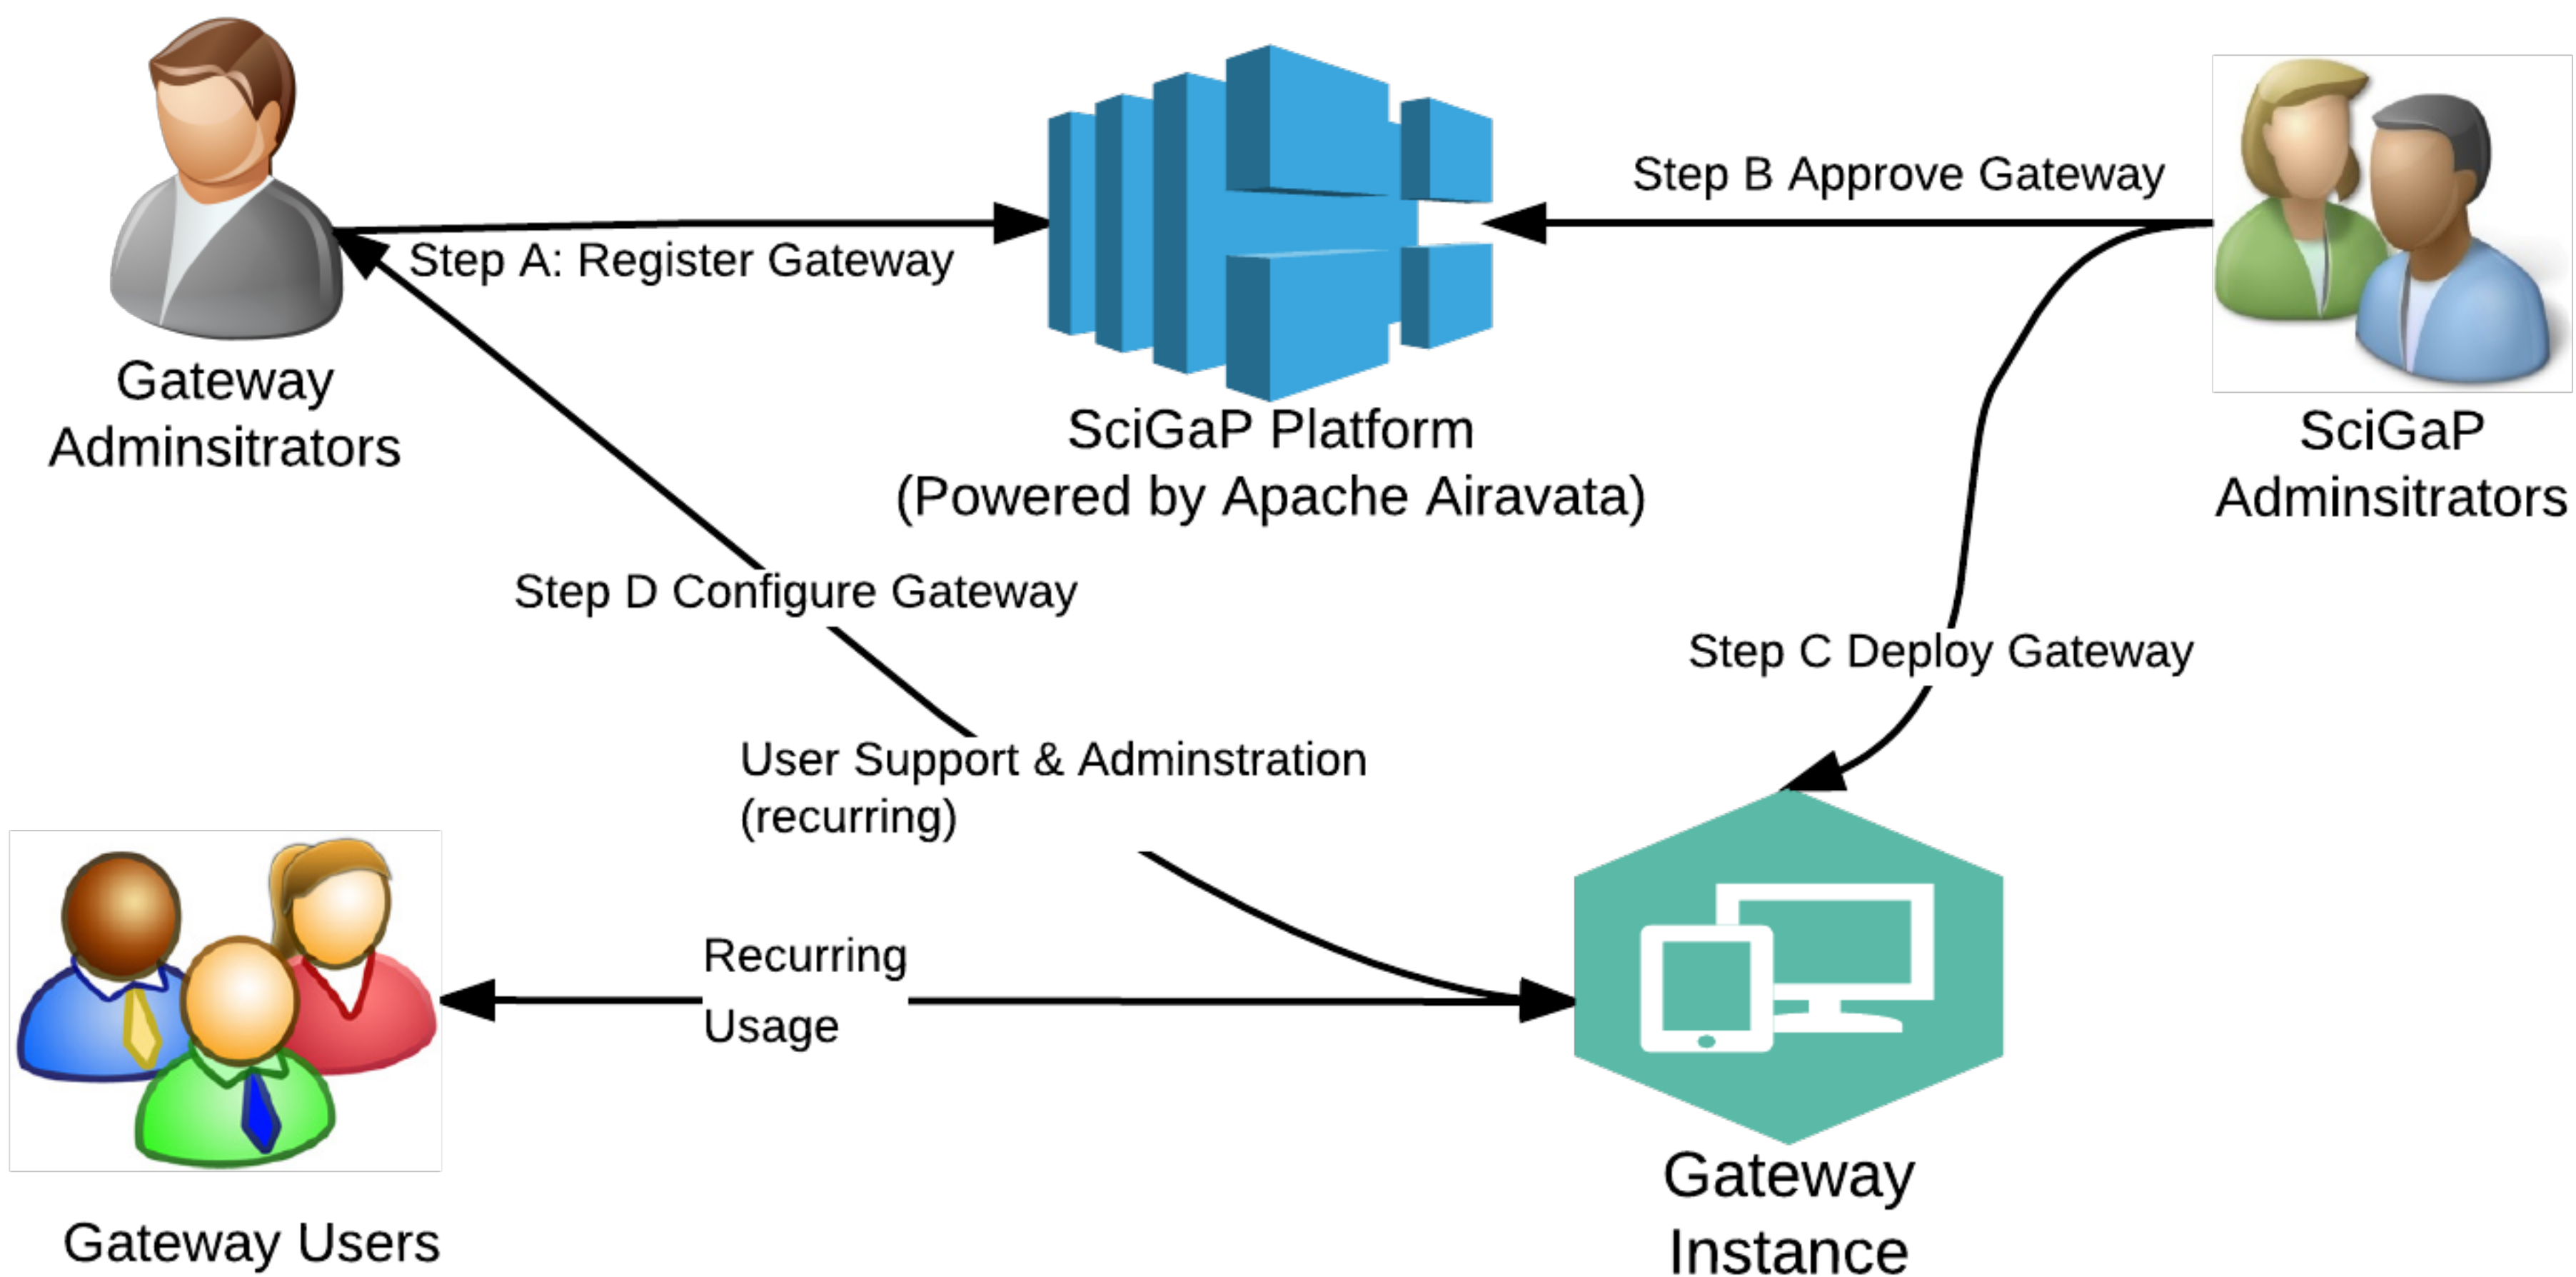 Step B Approve Gateway
Step A: Register Gateway
Gateway
Adminsitrators
SciGaP Platform
(Powered by Apache Airavata)
SciGaP
Adminsitrators
Step D Configure Gateway
Step C Deploy Gateway
User Support & Adminstration
(recurring)
Recurring
Usage
Gateway
Instance
Gateway Users